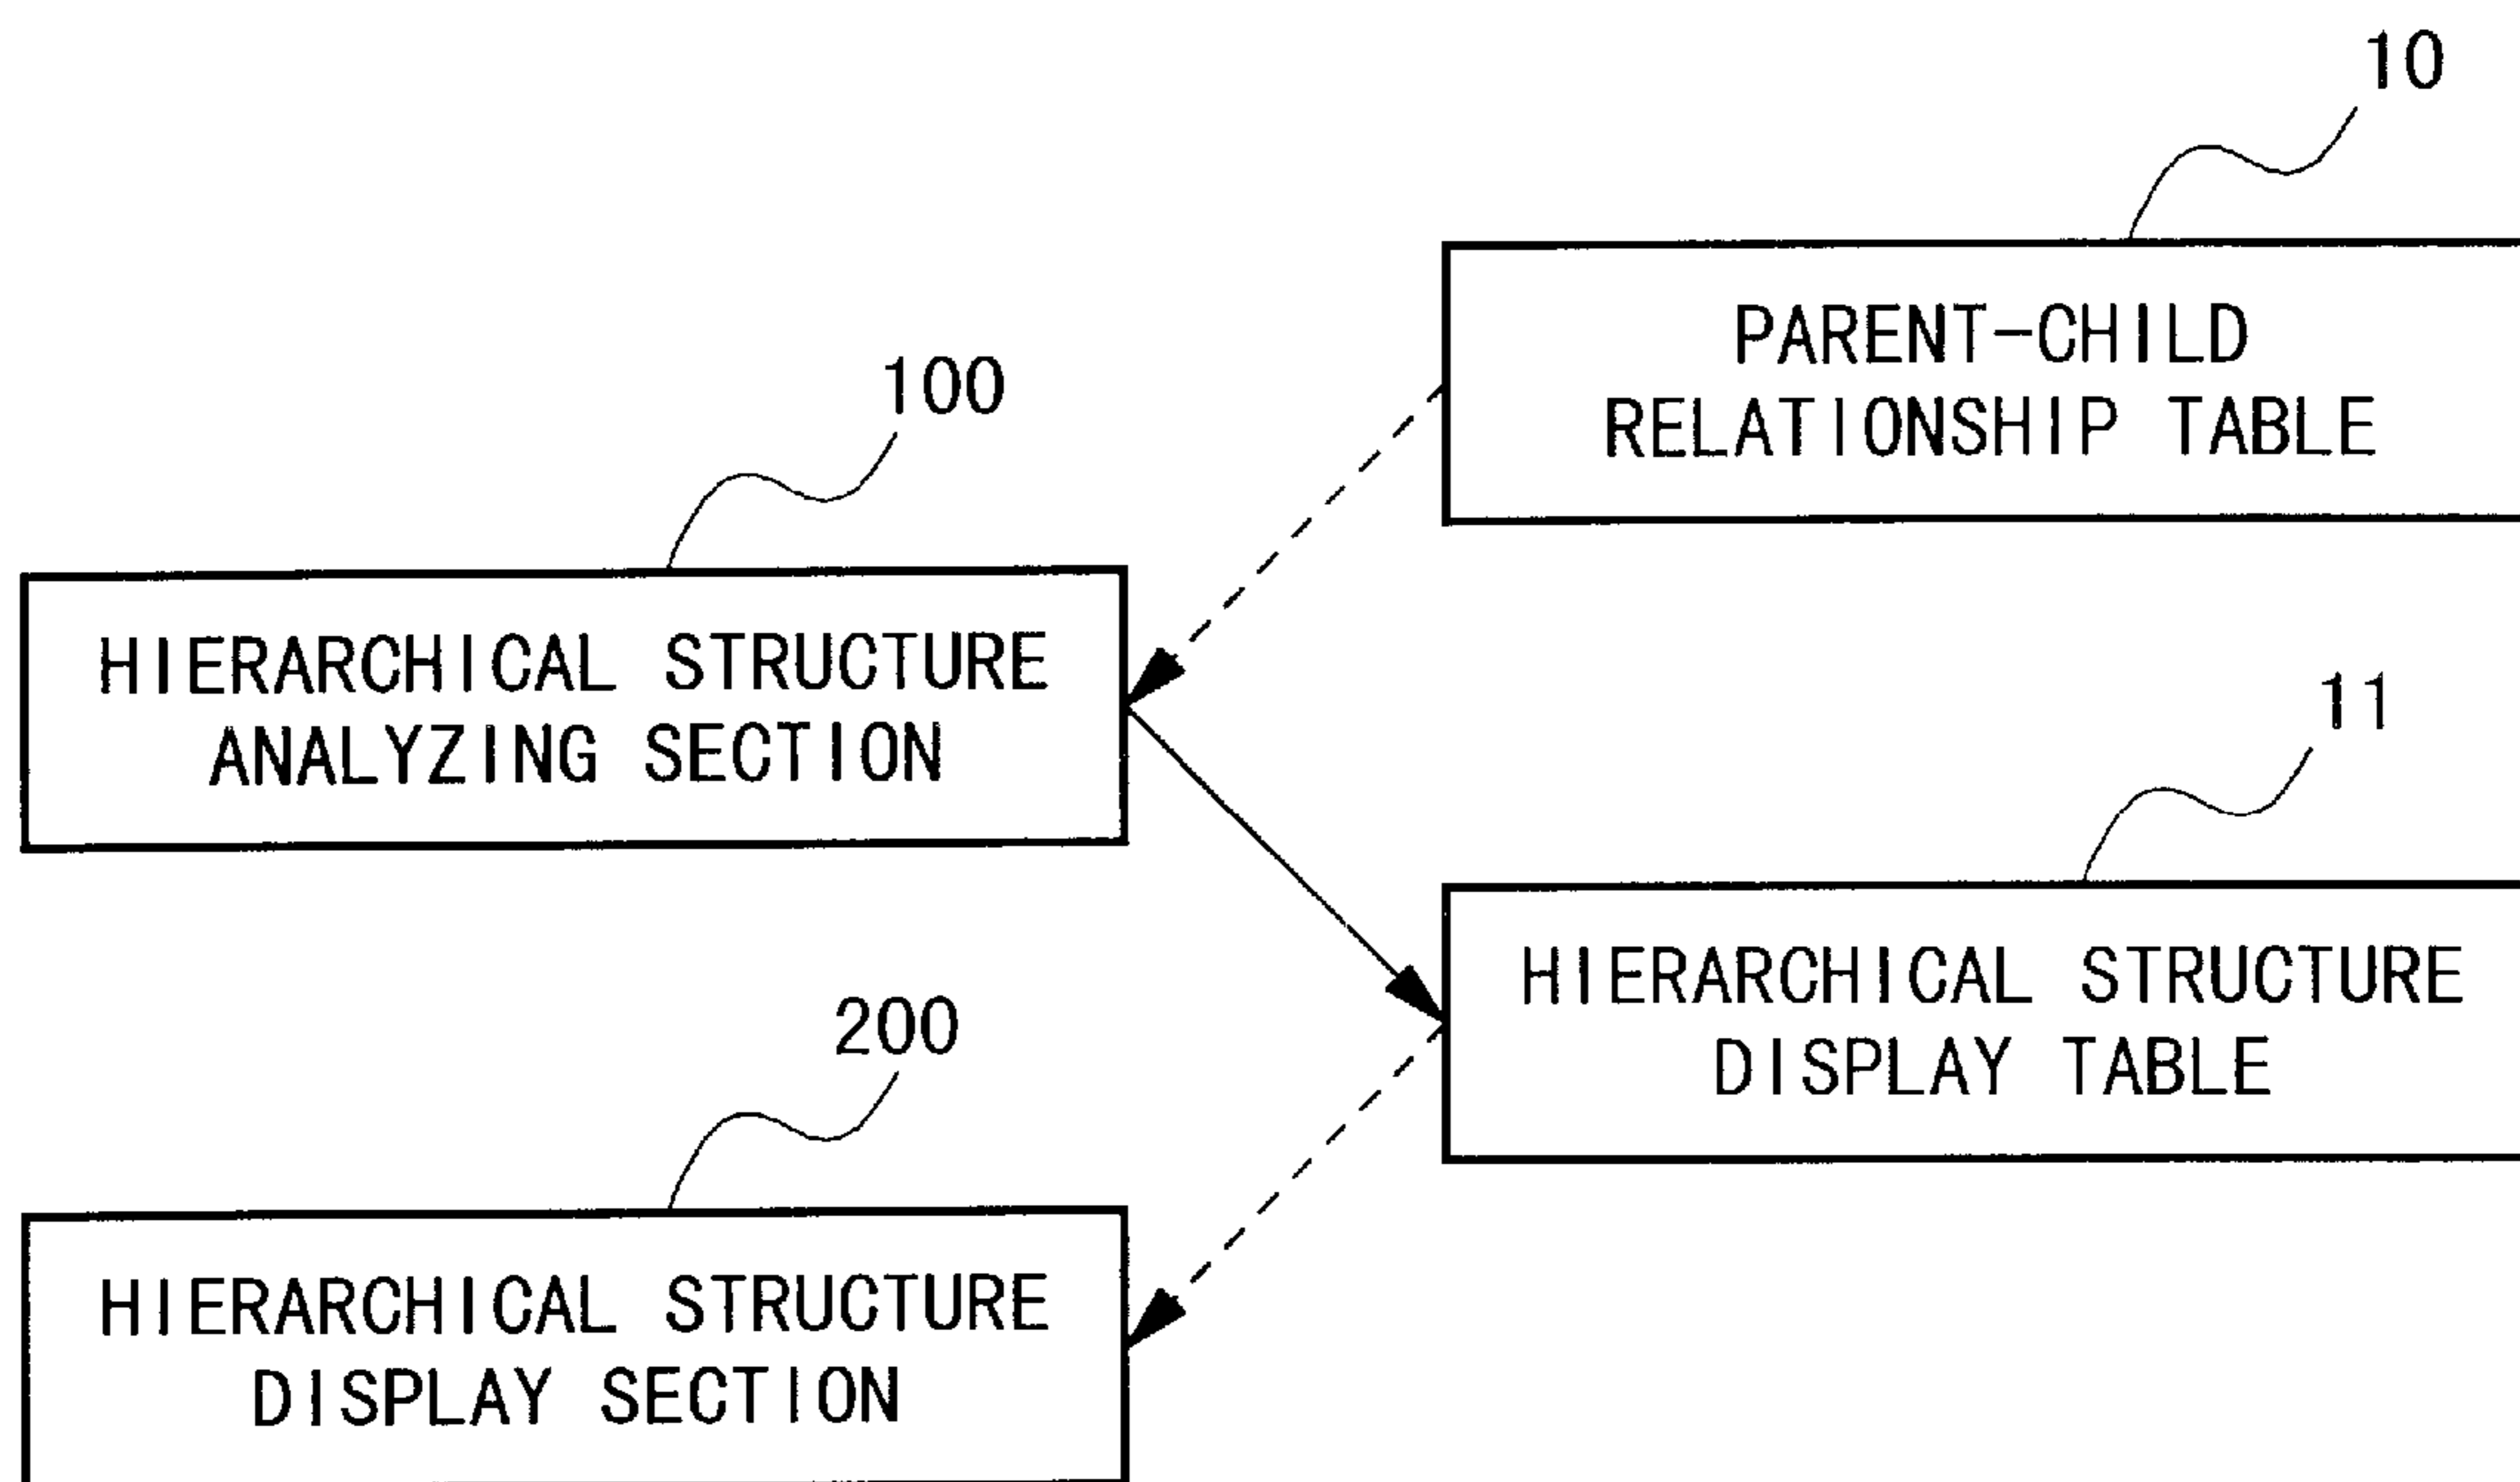 10
PARENT-CHILD
RELATIONSHIP TABLE
100
HIERARCHICAL STRUCTURE
ANALYZING SECTION
11
HIERARCHICAL STRUCTURE
DISPLAY TABLE
200
HIERARCHICAL STRUCTURE
DISPLAY SECTION